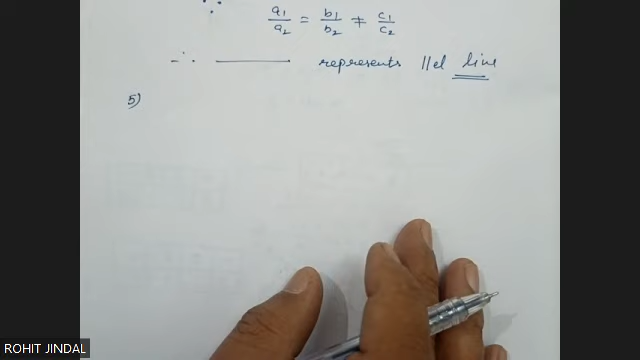 ∵
a1/a2 = b1/b2 ≠ c1/c2
∴ ———— represents ||el line
5)
ROHIT JINDAL